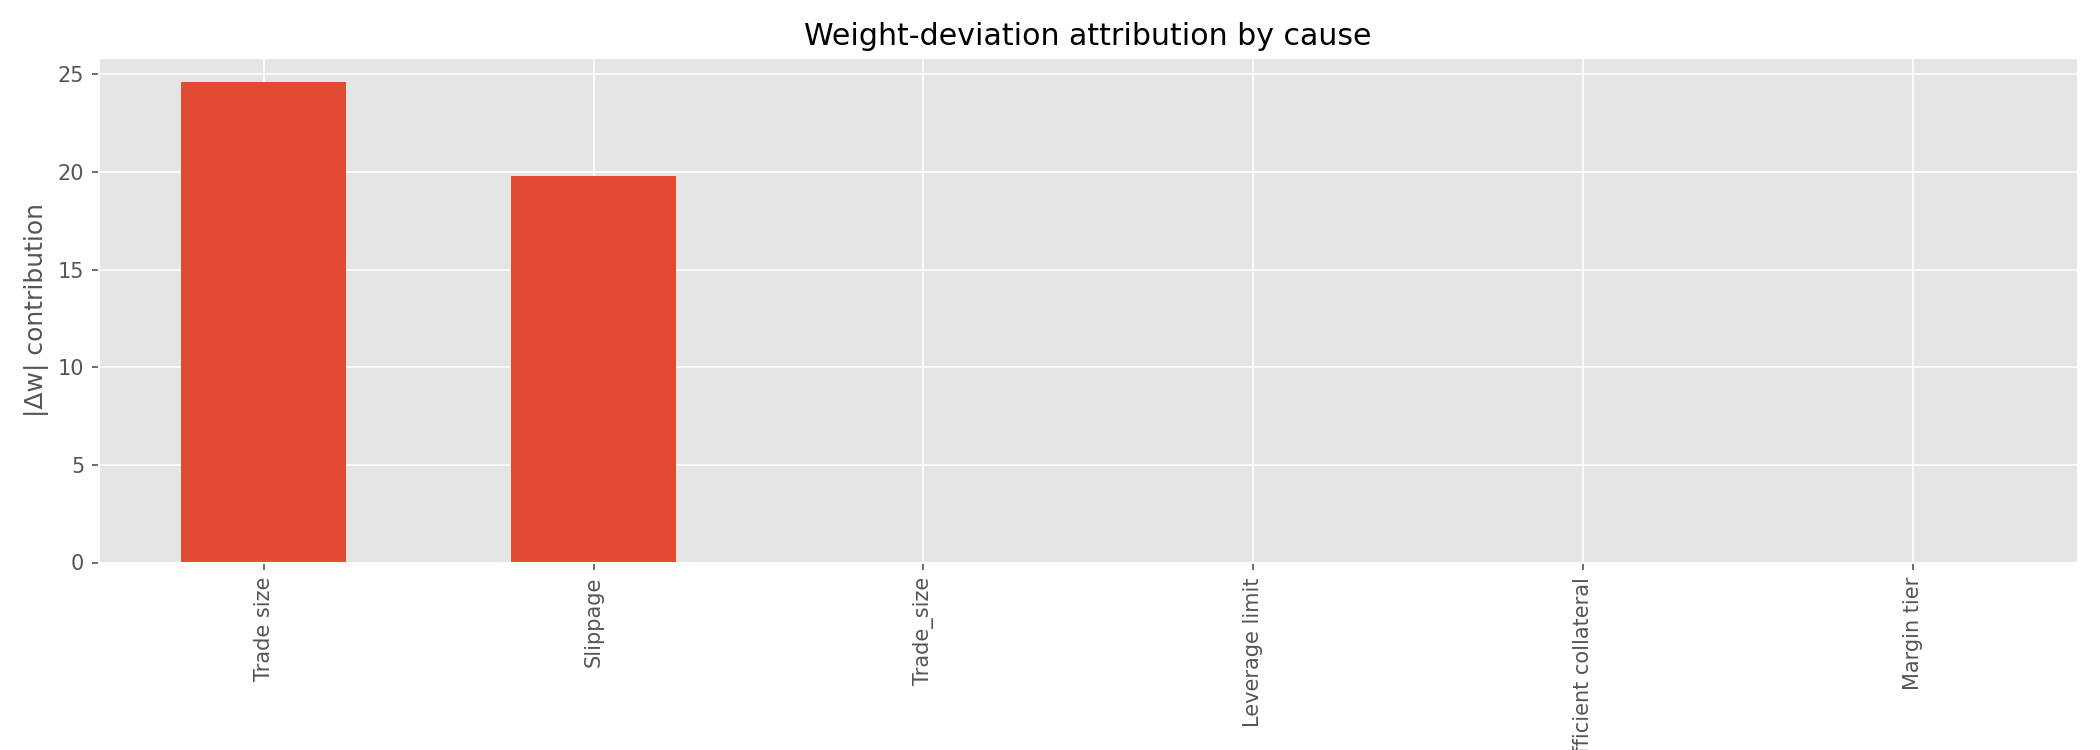 Weight-deviation attribution by cause
|Δw| contribution
25
20
15
10
5
0
Trade size
Slippage
Trade_size
Leverage limit
collateral
Margin tier